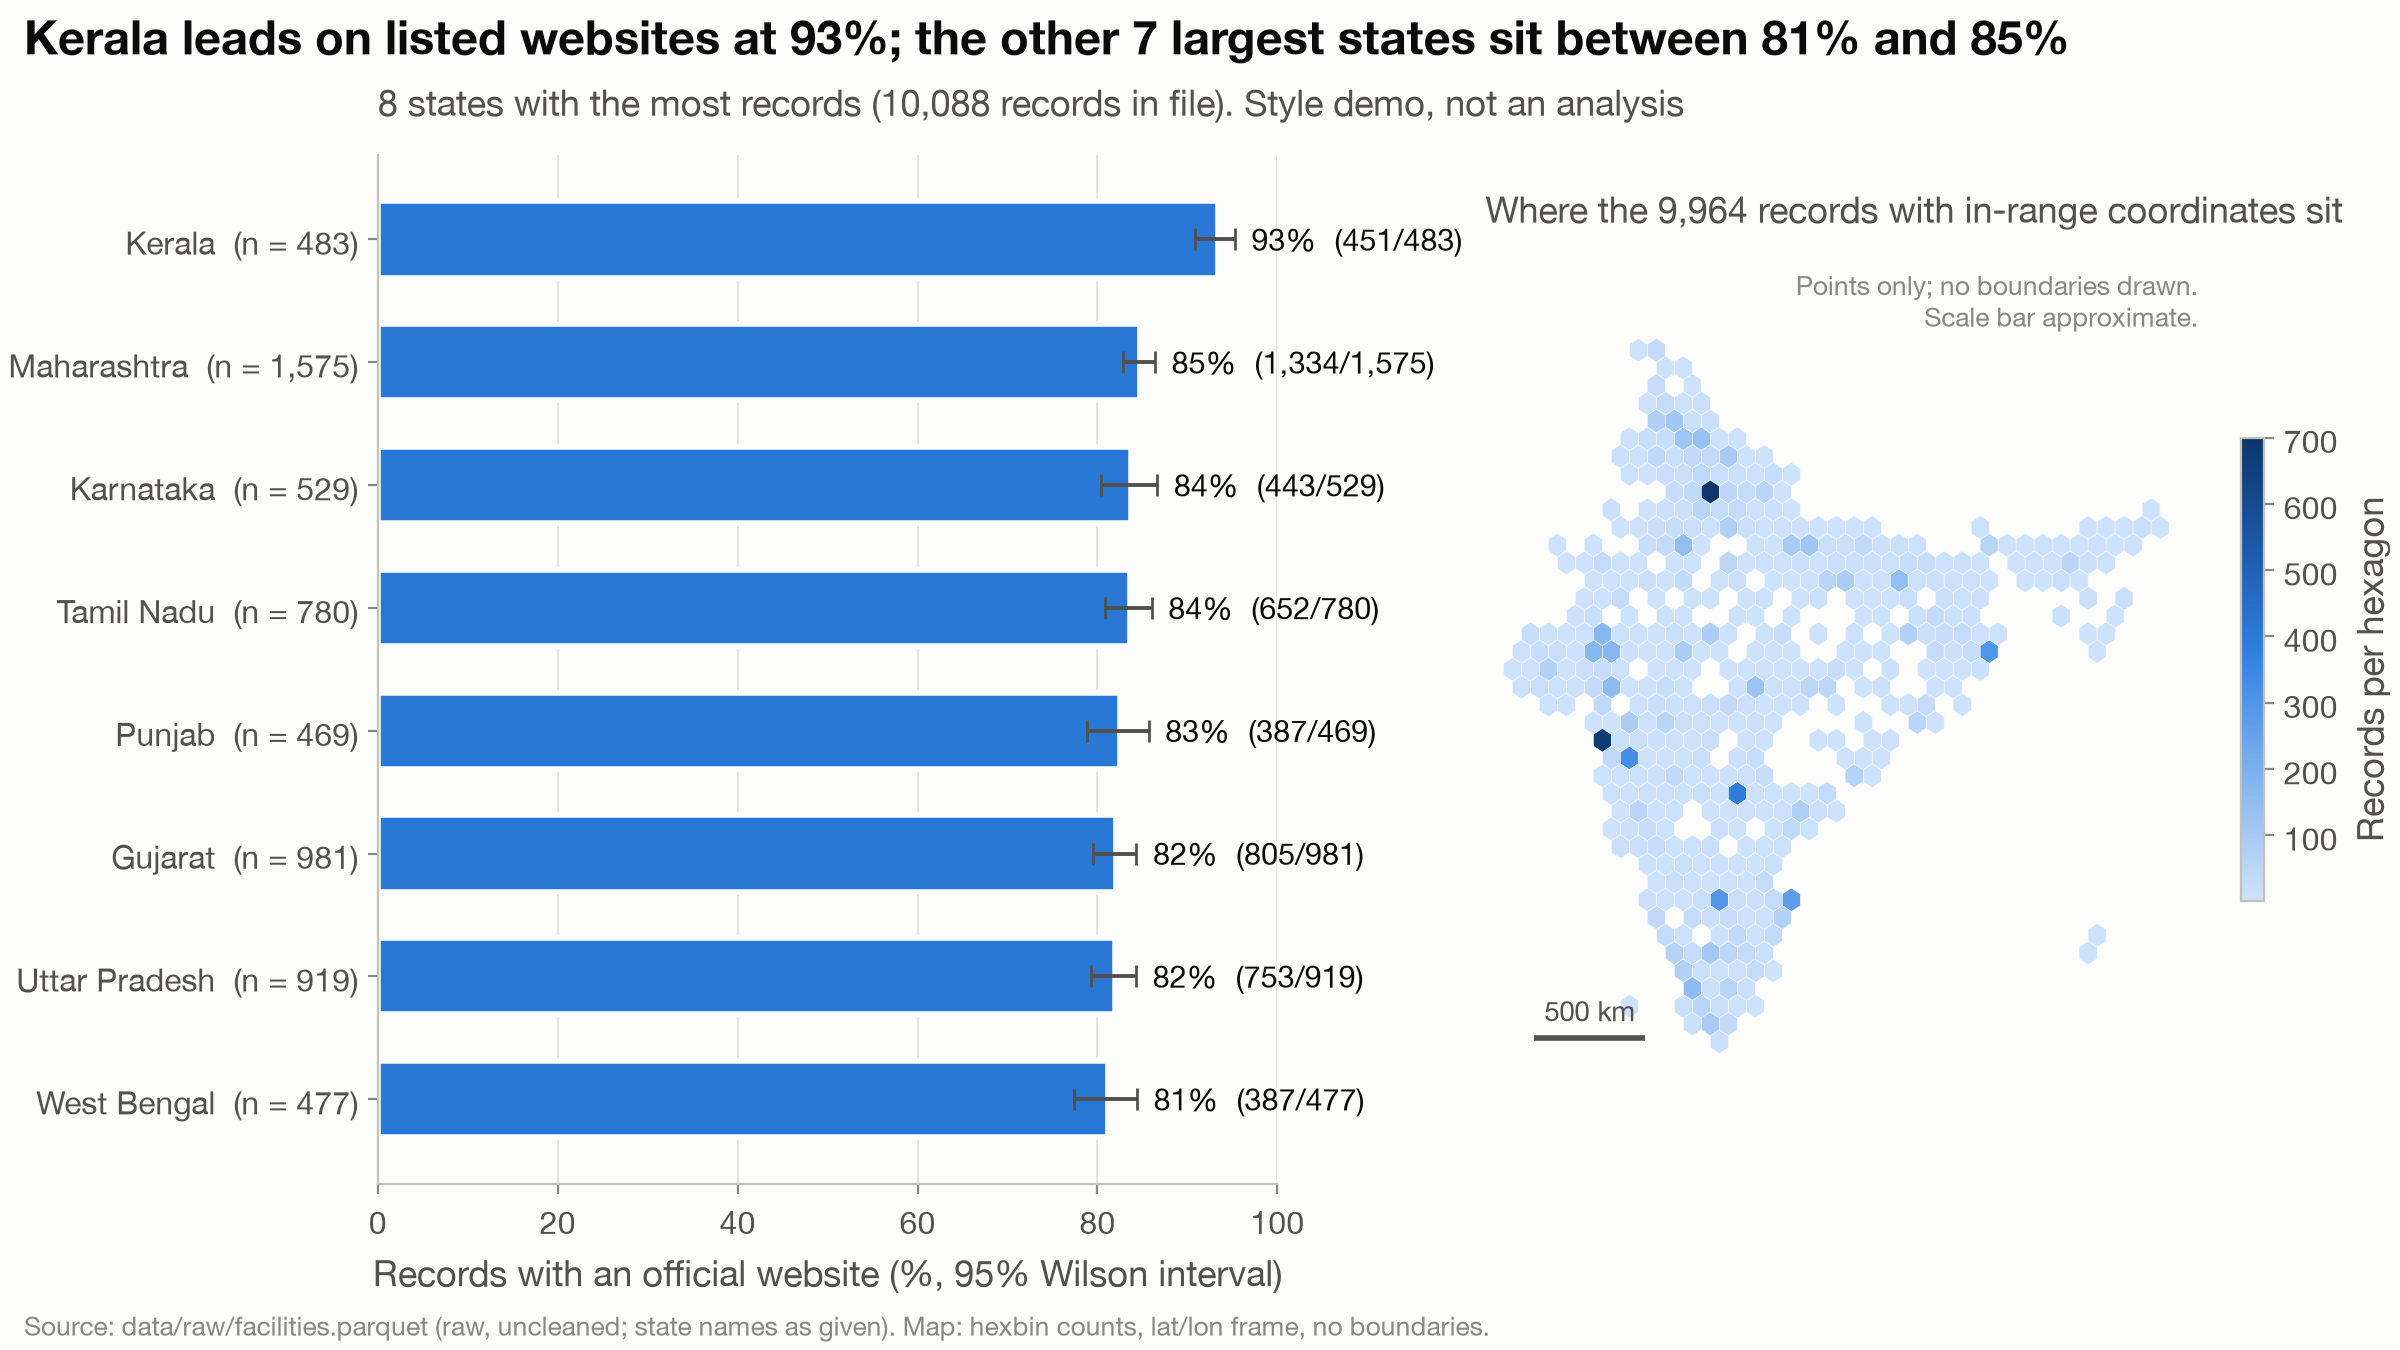 Kerala leads on listed websites at 93%; the other 7 largest states sit between 81% and 85%
8 states with the most records (10,088 records in file). Style demo, not an analysis
Kerala (n = 483)
93% (451/483)
Maharashtra (n = 1,575)
85% (1,334/1,575)
Karnataka (n = 529)
84% (443/529)
Tamil Nadu (n = 780)
84% (652/780)
Punjab (n = 469)
83% (387/469)
Gujarat (n = 981)
82% (805/981)
Uttar Pradesh (n = 919)
82% (753/919)
West Bengal (n = 477)
81% (387/477)
0 20 40 60 80 100
Records with an official website (%, 95% Wilson interval)
Where the 9,964 records with in-range coordinates sit
Points only; no boundaries drawn.
Scale bar approximate.
500 km
700
600
500
400
300
200
100
Records per hexagon
Source: data/raw/facilities.parquet (raw, uncleaned; state names as given). Map: hexbin counts, lat/lon frame, no boundaries.